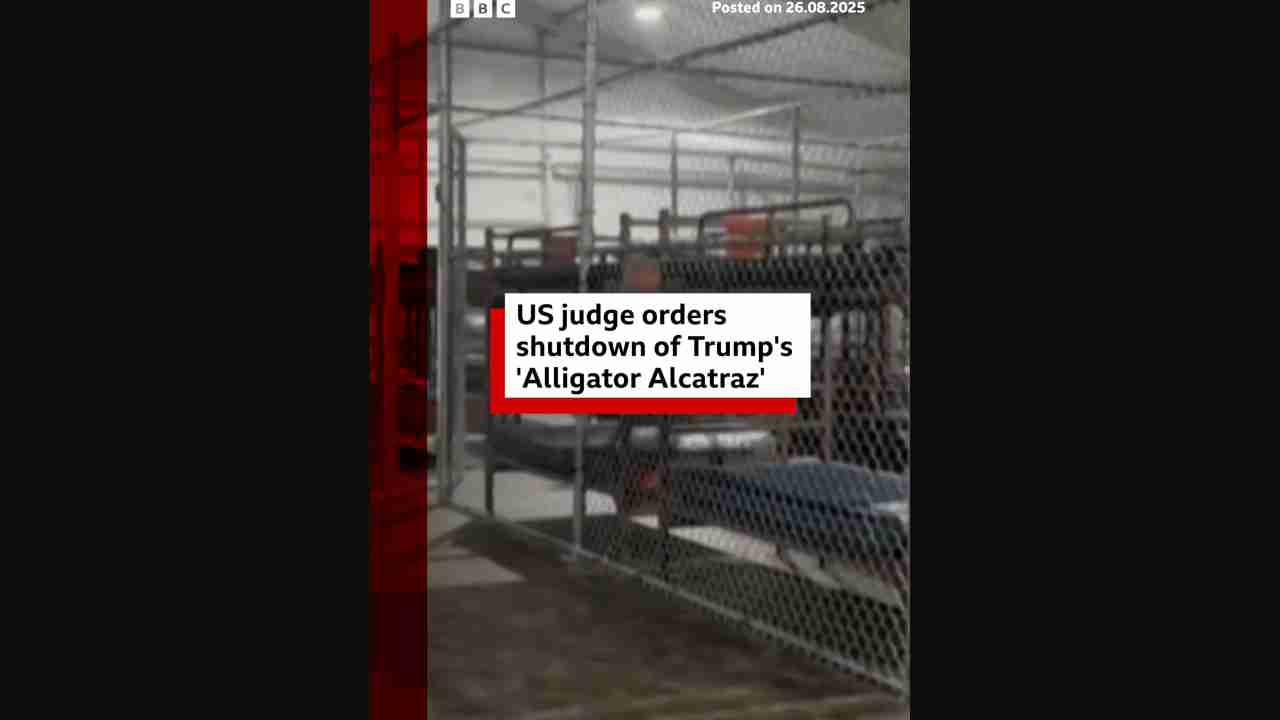 BBC
Posted on 26.08.2025
US judge orders
shutdown of Trump's
'Alligator Alcatraz'